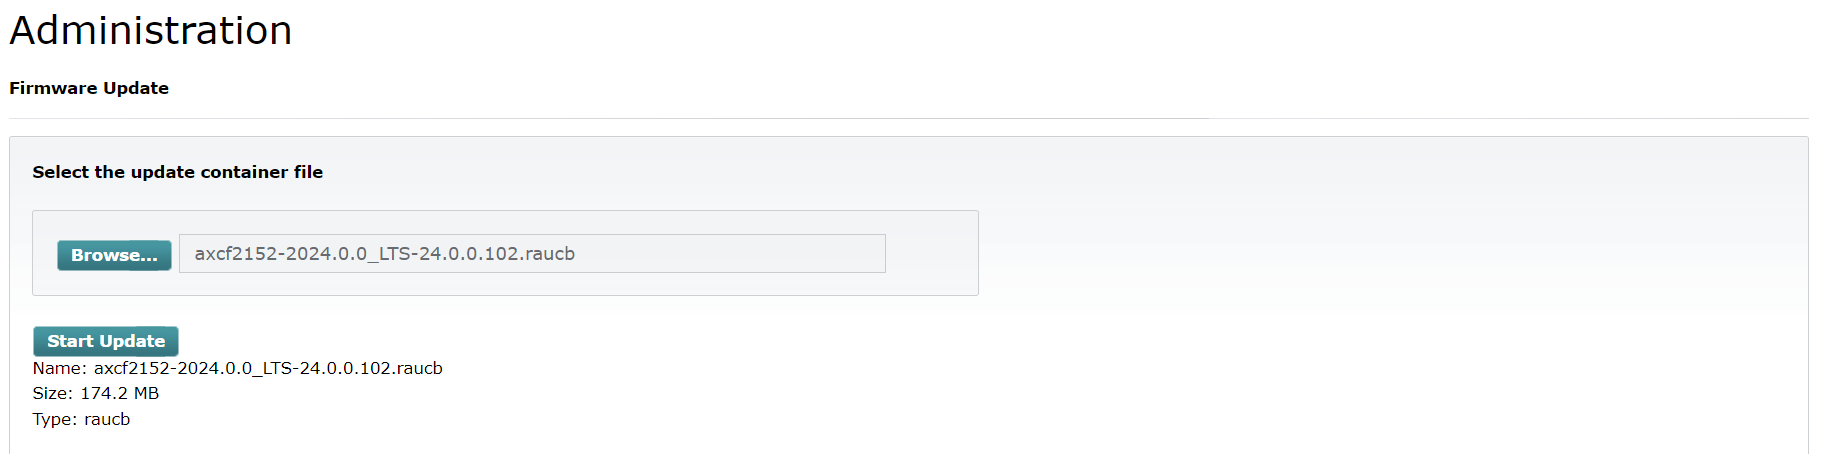 Administration
Firmware Update
Select the update container file
Browse... axcf2152-2024.0.0_LTS-24.0.0.102.raucb
Start Update
Name: axcf2152-2024.0.0_LTS-24.0.0.102.raucb
Size: 174.2 MB
Type: raucb